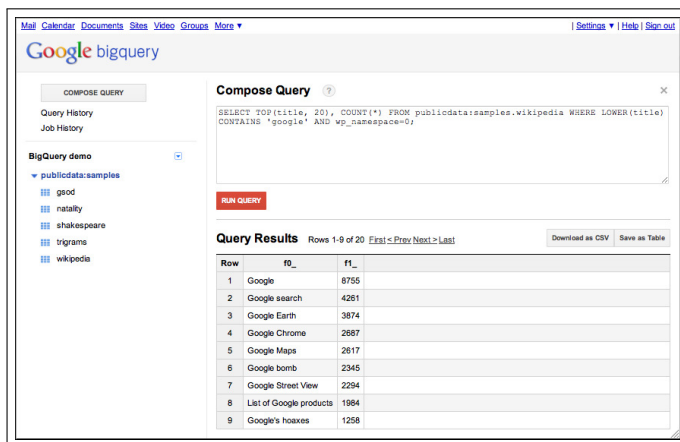 Mail Calendar Documents Sites Video Groups More ▼ | Settings ▼ | Help | Sign out
Google bigquery
COMPOSE QUERY
Query History
Job History
BigQuery demo
publicdata:samples
gsod
natality
shakespeare
trigrams
wikipedia
Compose Query ? ×
SELECT TOP(title, 20), COUNT(*) FROM publicdata:samples.wikipedia WHERE LOWER(title)
CONTAINS 'google' AND wp_namespace=0;
RUN QUERY
Query Results Rows 1-9 of 20 First < Prev Next > Last Download as CSV Save as Table
Row f0_ f1_
1 Google 8755
2 Google search 4261
3 Google Earth 3874
4 Google Chrome 2687
5 Google Maps 2617
6 Google bomb 2345
7 Google Street View 2294
8 List of Google products 1984
9 Google's hoaxes 1258